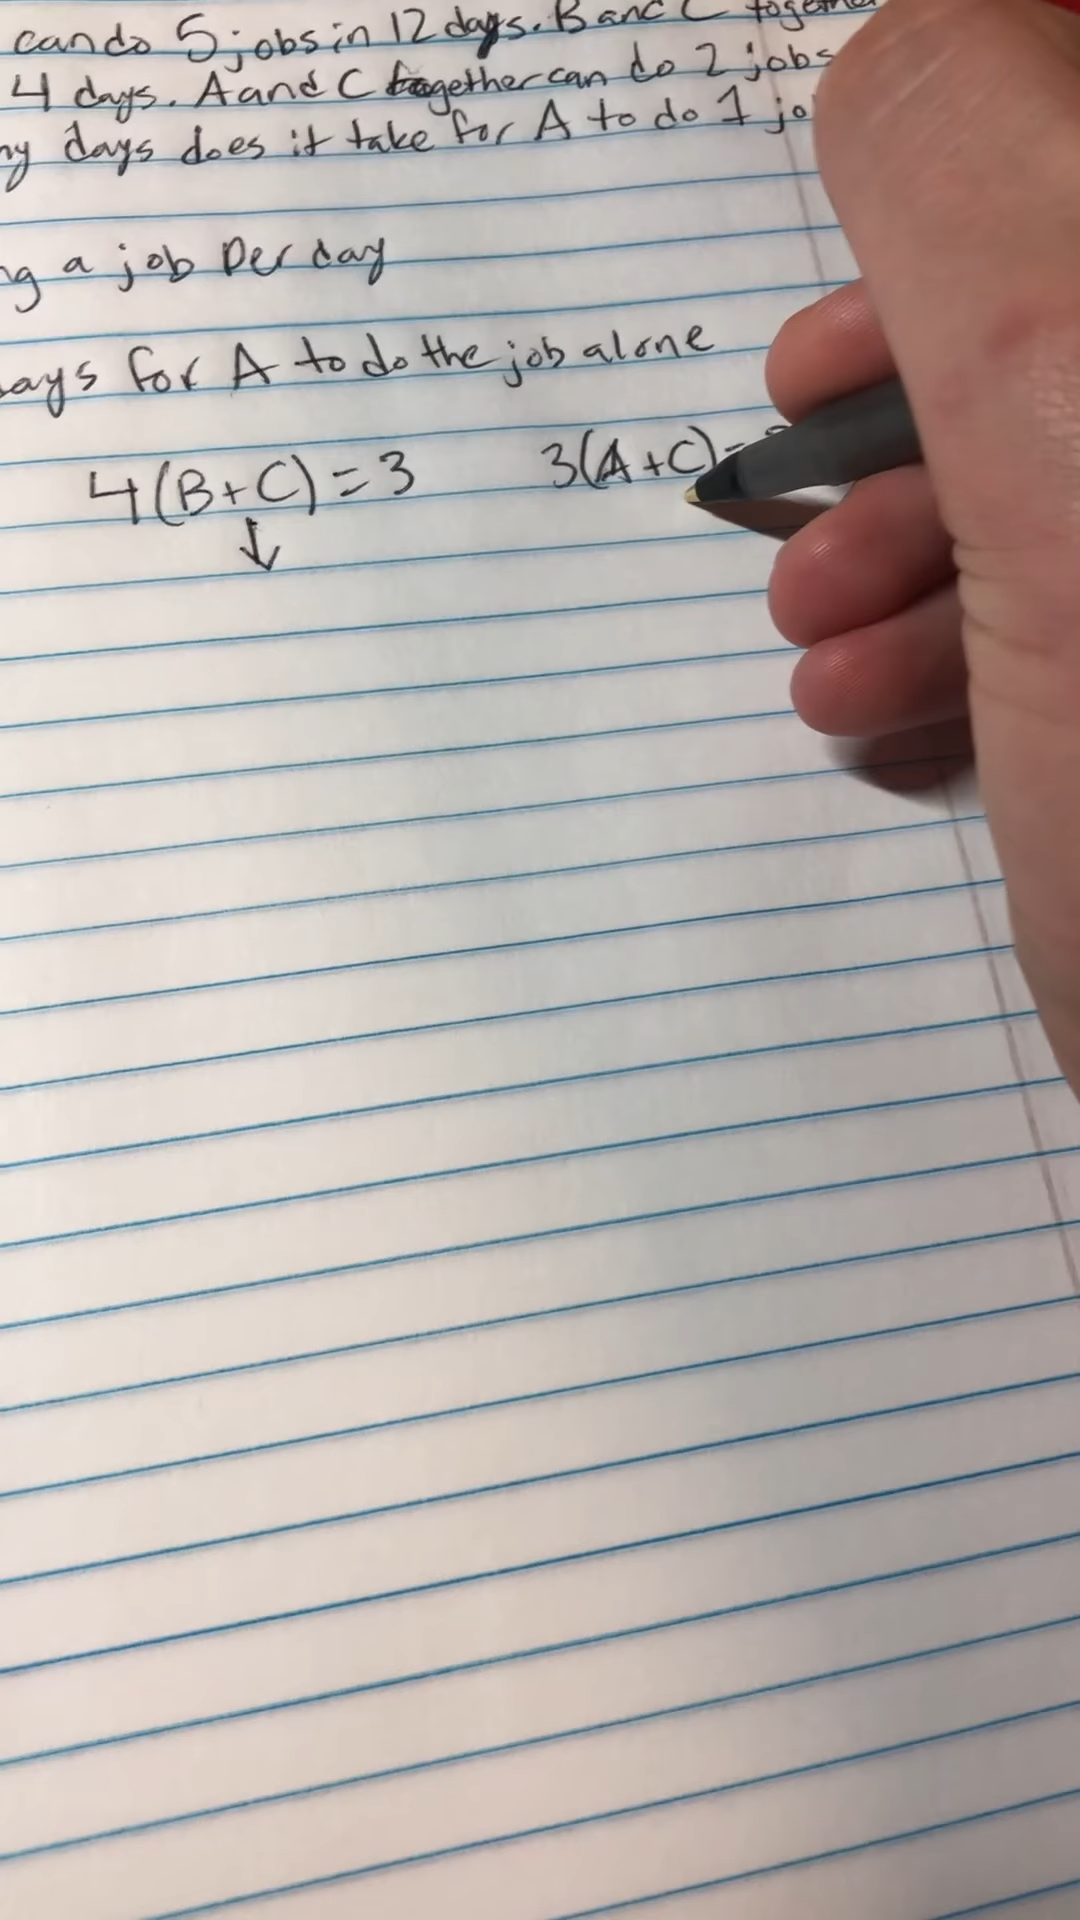 can do 5 jobs in 12 days. B and C together
4 days. A and C together can do 2 jobs
days does it take for A to do 1
a job per day
for A to do the job alone
4(B+C)=3 3(A+C)=
↓